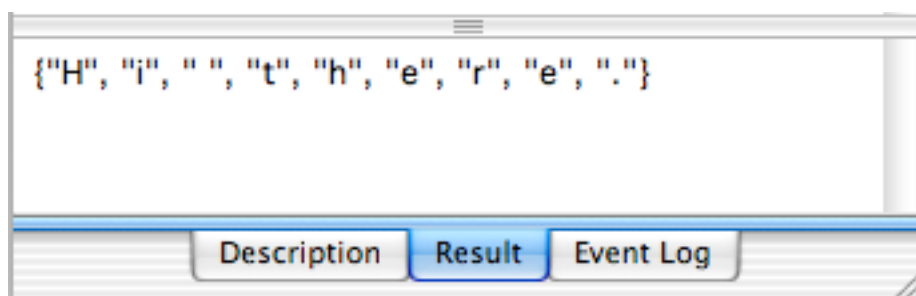 {"H", "i", " ", "t", "h", "e", "r", "e", "."}
Description Result Event Log